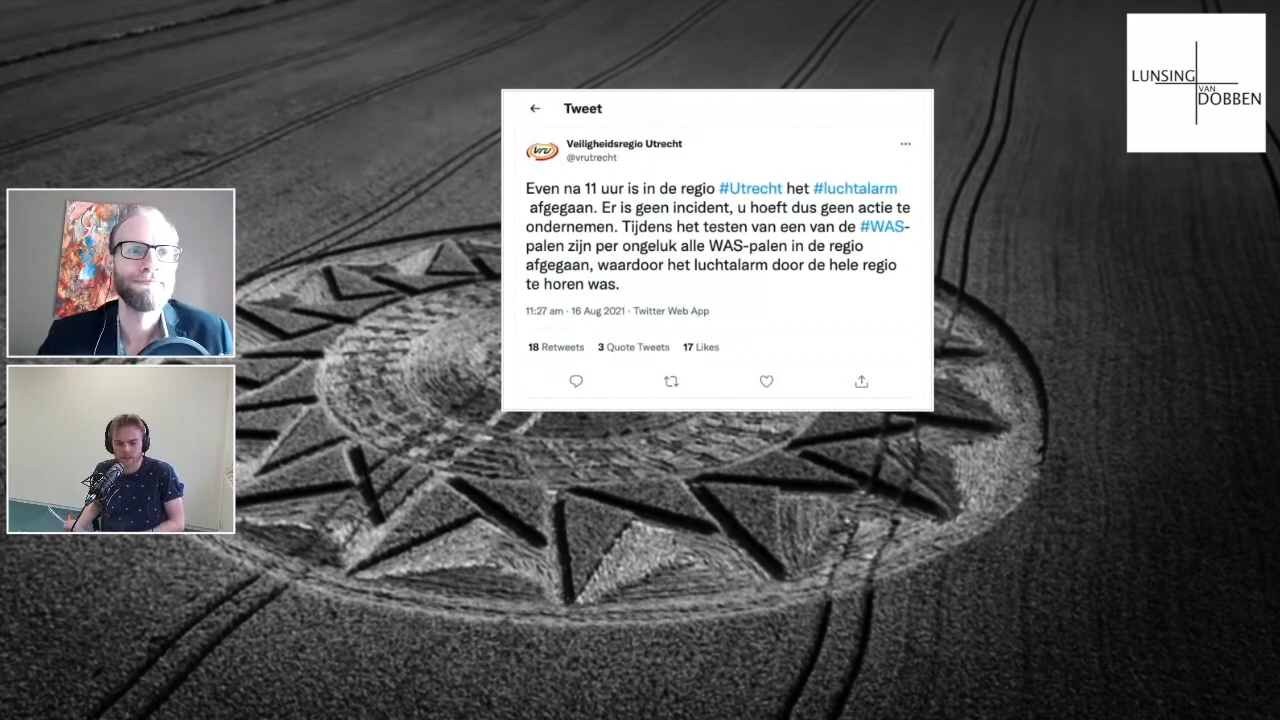 LUNSING
VAN
DOBBEN
Tweet
vru
Veiligheidsregio Utrecht
@vrutrecht
Even na 11 uur is in de regio #Utrecht het #luchtalarm
afgegaan. Er is geen incident, u hoeft dus geen actie te
ondernemen. Tijdens het testen van een van de #WAS-
palen zijn per ongeluk alle WAS-palen in de regio
afgegaan, waardoor het luchtalarm door de hele regio
te horen was.
11:27 am · 16 Aug 2021 · Twitter Web App
18 Retweets 3 Quote Tweets 17 Likes